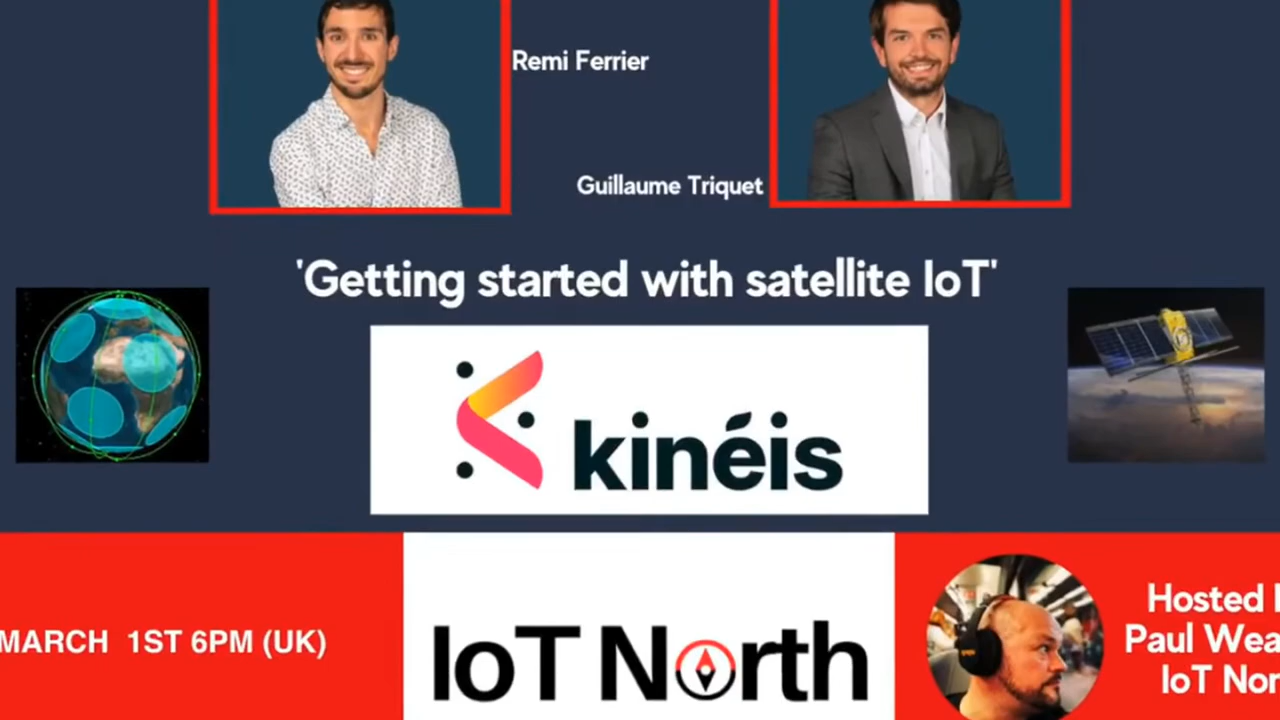 Remi Ferrier
Guillaume Triquet
'Getting started with satellite IoT'
kinéis
MARCH 1ST 6PM (UK)
IoT North
Hosted
Paul Wea
IoT Nor